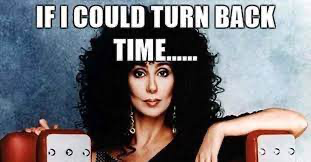 IF I COULD TURN BACK
TIME......